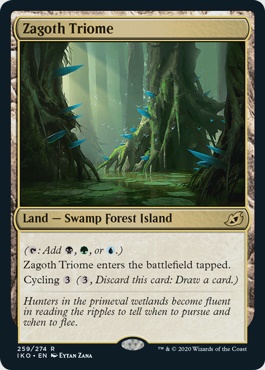 Zagoth Triome
Land — Swamp Forest Island
(: Add , , or .)
Zagoth Triome enters the battlefield tapped.
Cycling 3 (3, Discard this card: Draw a card.)
Hunters in the primeval wetlands become fluent
in reading the ripples to tell when to pursue and
when to flee.
259/274 R
IKO • EN Eytan Zana
™ & © 2020 Wizards of the Coast